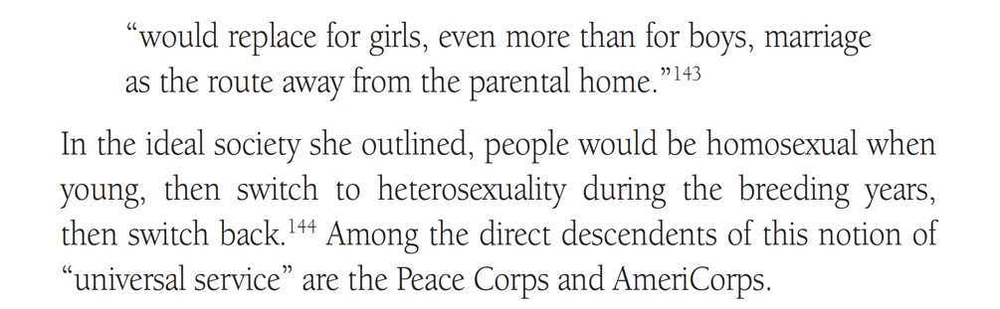 “would replace for girls, even more than for boys, marriage
as the route away from the parental home.”143
In the ideal society she outlined, people would be homosexual when
young, then switch to heterosexuality during the breeding years,
then switch back.144 Among the direct descendents of this notion of
“universal service” are the Peace Corps and AmeriCorps.